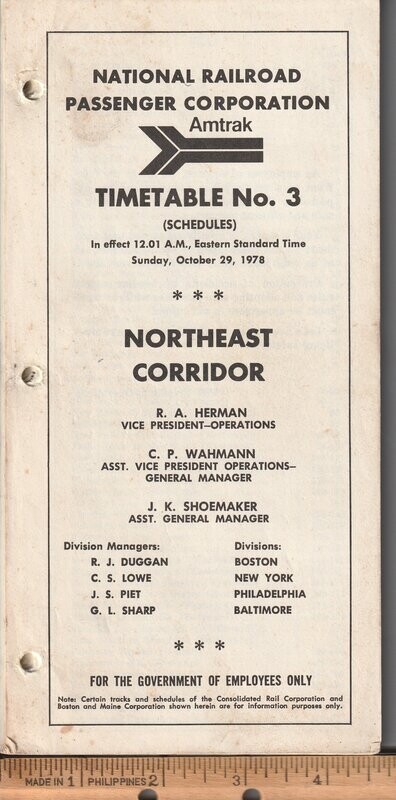 NATIONAL RAILROAD
PASSENGER CORPORATION
Amtrak
TIMETABLE No. 3
(SCHEDULES)
In effect 12.01 A.M., Eastern Standard Time
Sunday, October 29, 1978
* * *
NORTHEAST
CORRIDOR
R. A. HERMAN
VICE PRESIDENT–OPERATIONS
C. P. WAHMANN
ASST. VICE PRESIDENT OPERATIONS–
GENERAL MANAGER
J. K. SHOEMAKER
ASST. GENERAL MANAGER
Division Managers: Divisions:
R. J. DUGGAN BOSTON
C. S. LOWE NEW YORK
J. S. PIET PHILADELPHIA
G. L. SHARP BALTIMORE
* * *
FOR THE GOVERNMENT OF EMPLOYEES ONLY
Note: Certain tracks and schedules of the Consolidated Rail Corporation and
Boston and Maine Corporation shown herein are for information purposes only.
MADE IN 1 PHILIPPINES 2 3 4